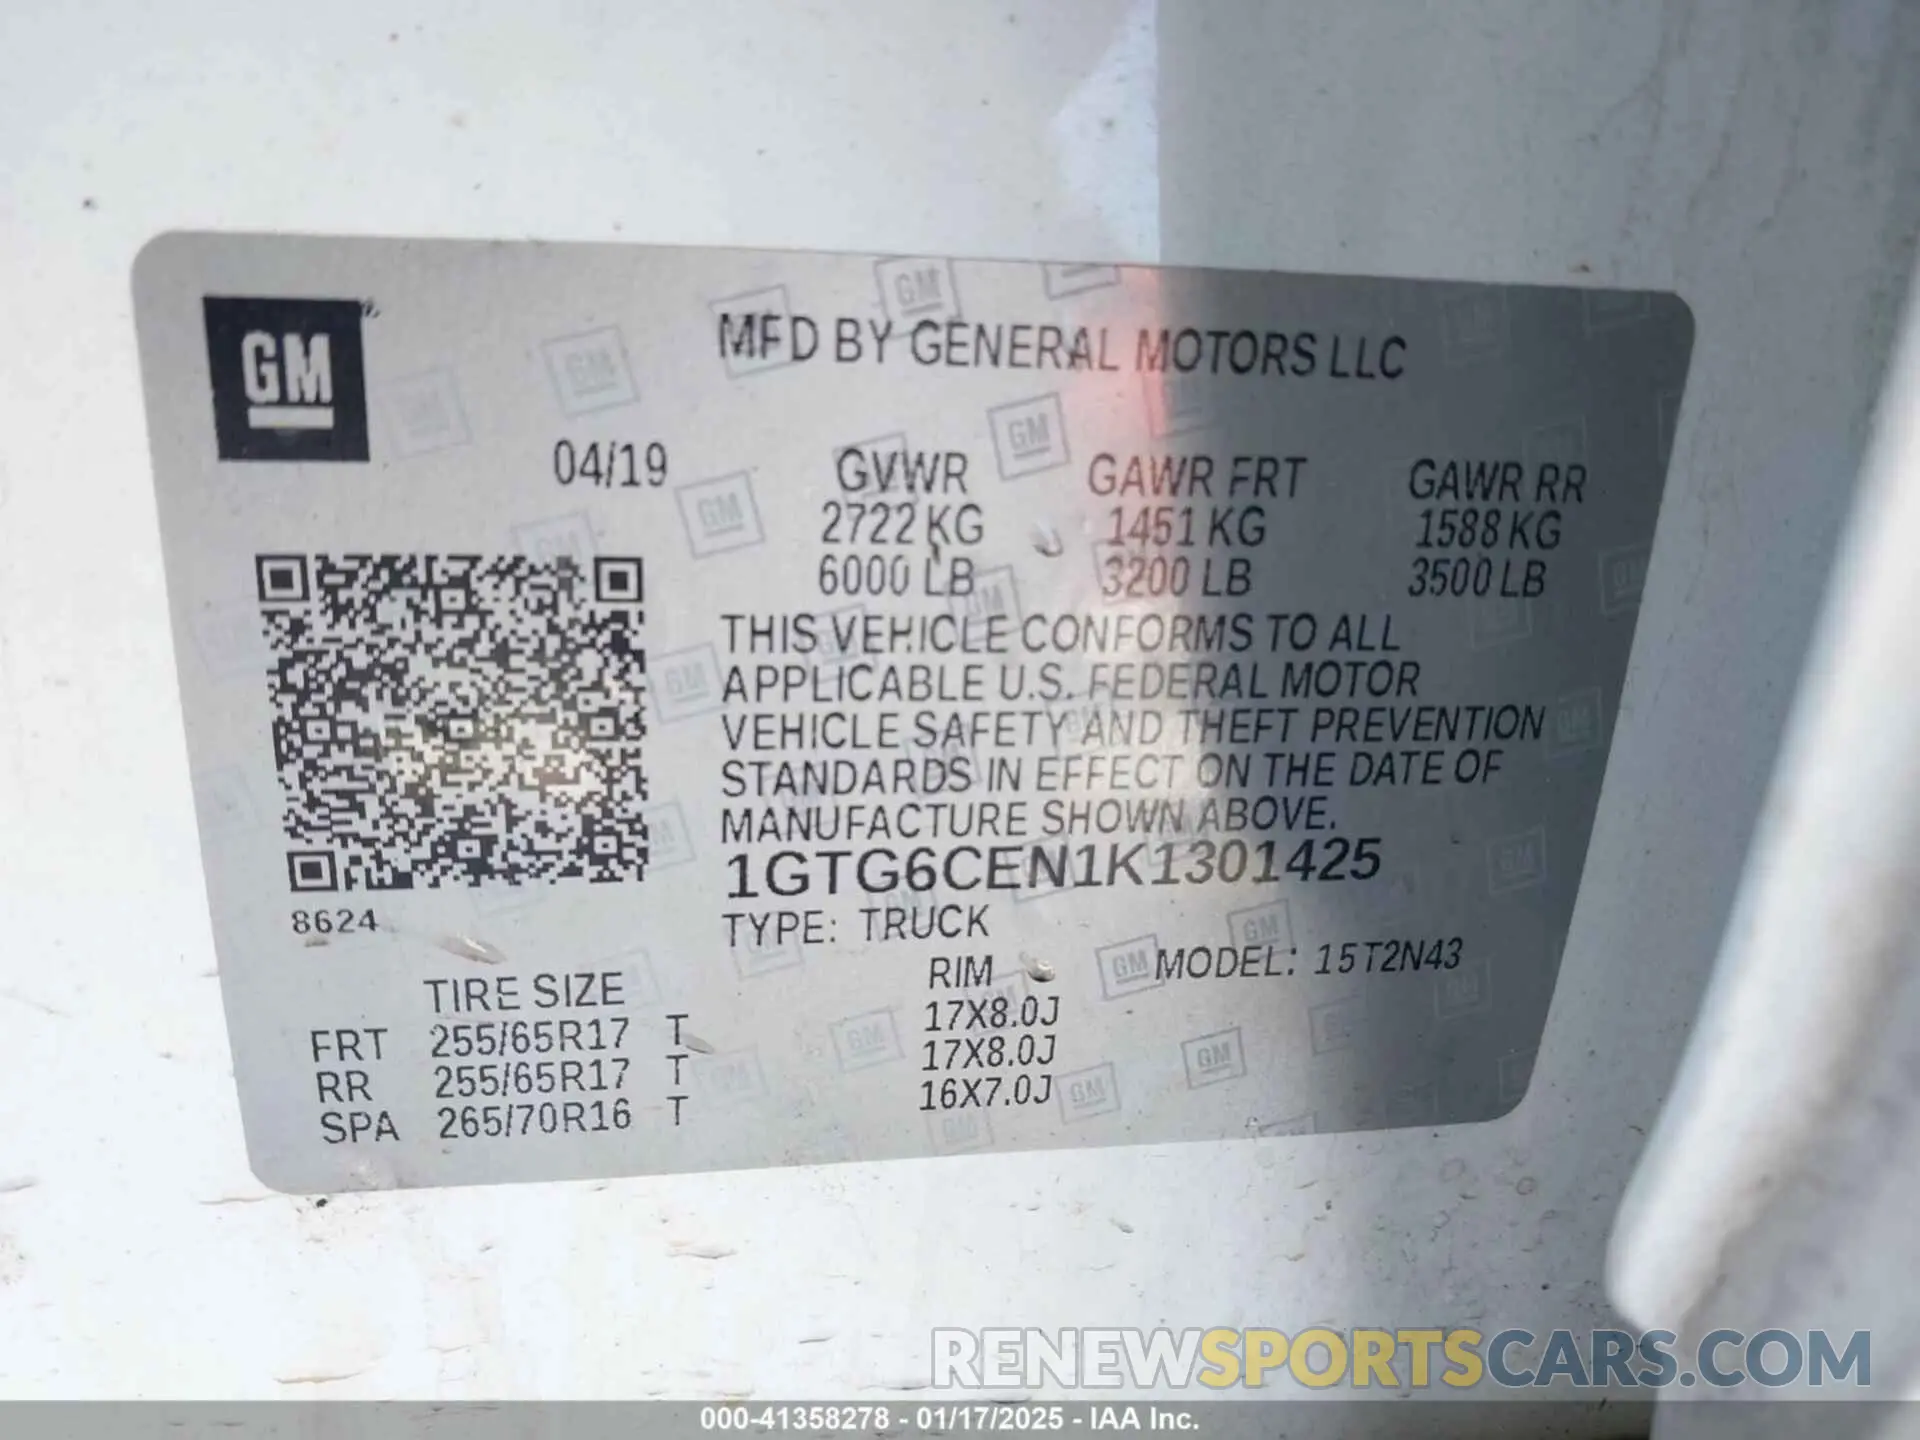 GM
MFD BY GENERAL MOTORS LLC
04/19
GVWR GAWR FRT GAWR RR
2722 KG 1451 KG 1588 KG
6000 LB 3200 LB 3500 LB
THIS VEHICLE CONFORMS TO ALL
APPLICABLE U.S. FEDERAL MOTOR
VEHICLE SAFETY AND THEFT PREVENTION
STANDARDS IN EFFECT ON THE DATE OF
MANUFACTURE SHOWN ABOVE.
1GTG6CEN1K1301425
8624
TYPE: TRUCK
MODEL: 15T2N43
TIRE SIZE RIM
FRT 255/65R17 T 17X8.0J
RR 255/65R17 T 17X8.0J
SPA 265/70R16 T 16X7.0J
RENEWSPORTSCARS.COM
000-41358278 - 01/17/2025 - IAA Inc.